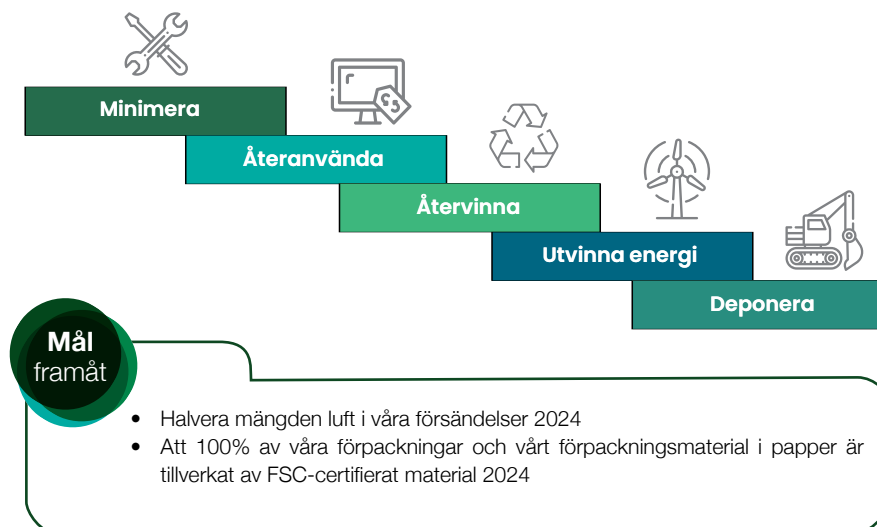 Minimera
Återanvända
Återvinna
Utvinna energi
Deponera
Mål
framåt
• Halvera mängden luft i våra försändelser 2024
• Att 100% av våra förpackningar och vårt förpackningsmaterial i papper är
tillverkat av FSC-certifierat material 2024